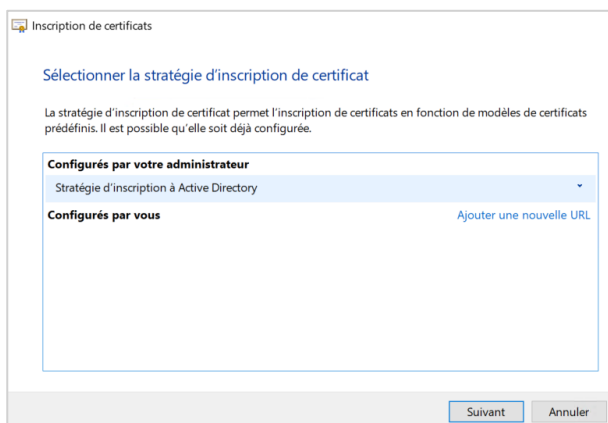 Inscription de certificats
Sélectionner la stratégie d'inscription de certificat
La stratégie d'inscription de certificat permet l'inscription de certificats en fonction de modèles de certificats
prédéfinis. Il est possible qu'elle soit déjà configurée.
Configurés par votre administrateur
Stratégie d'inscription à Active Directory
Configurés par vous Ajouter une nouvelle URL
Suivant Annuler